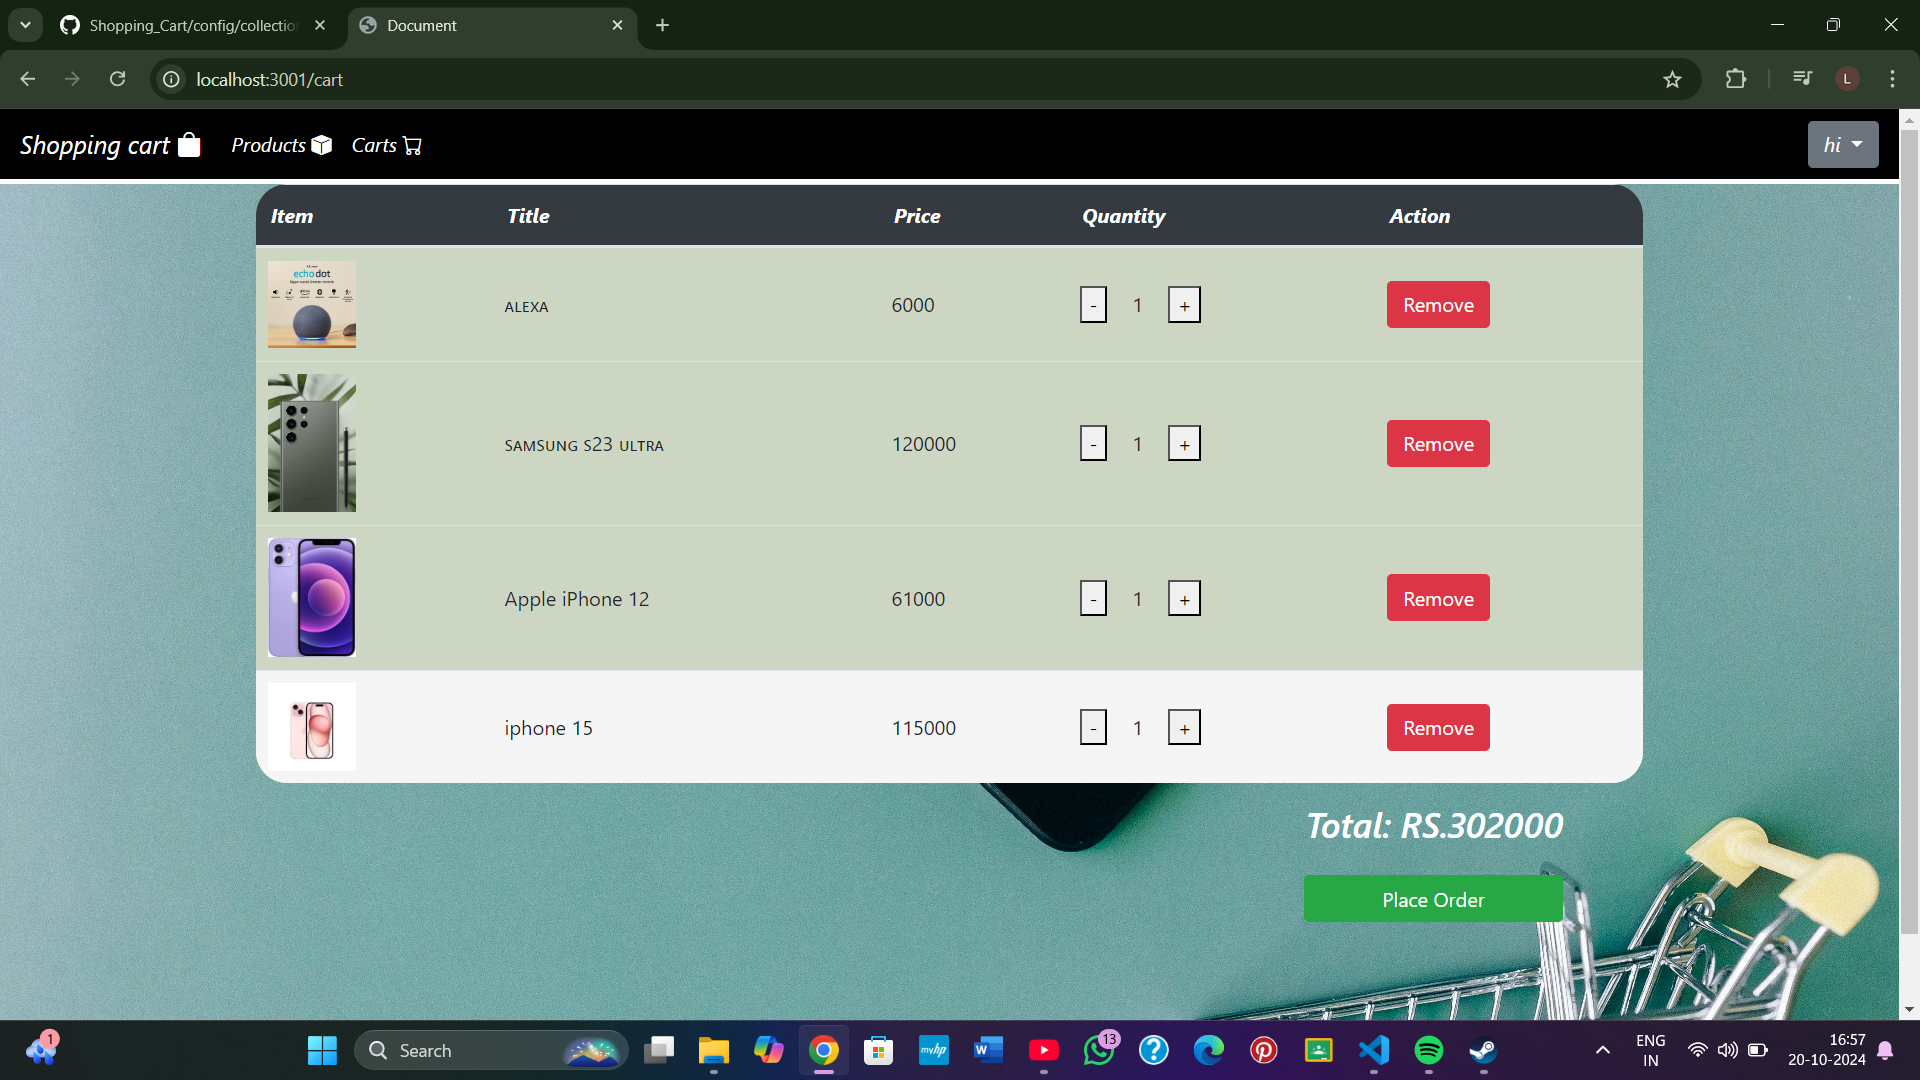 Shopping_Cart/config/collection
Document
localhost:3001/cart
L
Shopping cart
Products
Carts
hi
Item Title Price Quantity Action
echo dot
ALEXA 6000 - 1 + Remove
SAMSUNG S23 ULTRA 120000 - 1 + Remove
Apple iPhone 12 61000 - 1 + Remove
iphone 15 115000 - 1 + Remove
Total: RS.302000
Place Order
1
Search
myhp
W
13
?
ENG
IN
16:57
20-10-2024